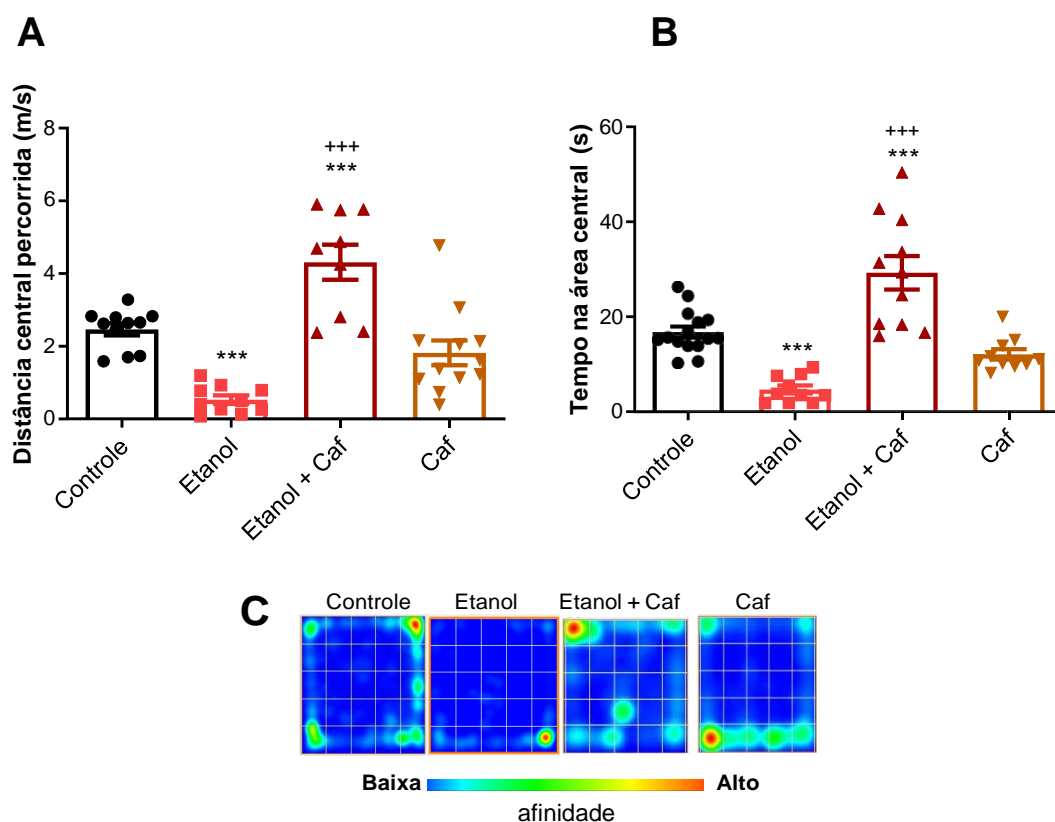 A
Distância central percorrida (m/s)
8
6
4
2
0
+++
***
***
Controle
Etanol
Etanol + Caf
Caf
B
Tempo na área central (s)
60
40
20
0
+++
***
***
Controle
Etanol
Etanol + Caf
Caf
C
Controle Etanol Etanol + Caf Caf
Baixa Alto
afinidade